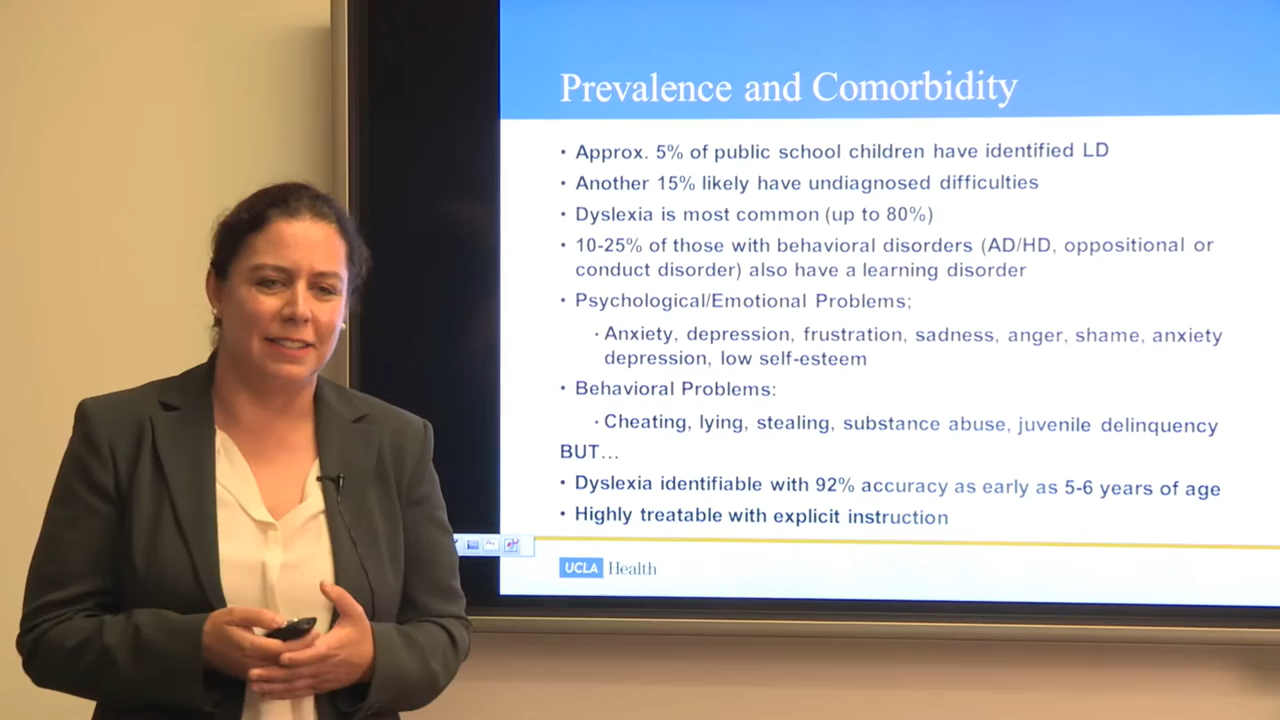 Prevalence and Comorbidity
• Approx. 5% of public school children have identified LD
• Another 15% likely have undiagnosed difficulties
• Dyslexia is most common (up to 80%)
• 10-25% of those with behavioral disorders (AD/HD, oppositional or
conduct disorder) also have a learning disorder
• Psychological/Emotional Problems;
· Anxiety, depression, frustration, sadness, anger, shame, anxiety
depression, low self-esteem
• Behavioral Problems:
· Cheating, lying, stealing, substance abuse, juvenile delinquency
BUT...
• Dyslexia identifiable with 92% accuracy as early as 5-6 years of age
• Highly treatable with explicit instruction
UCLA Health